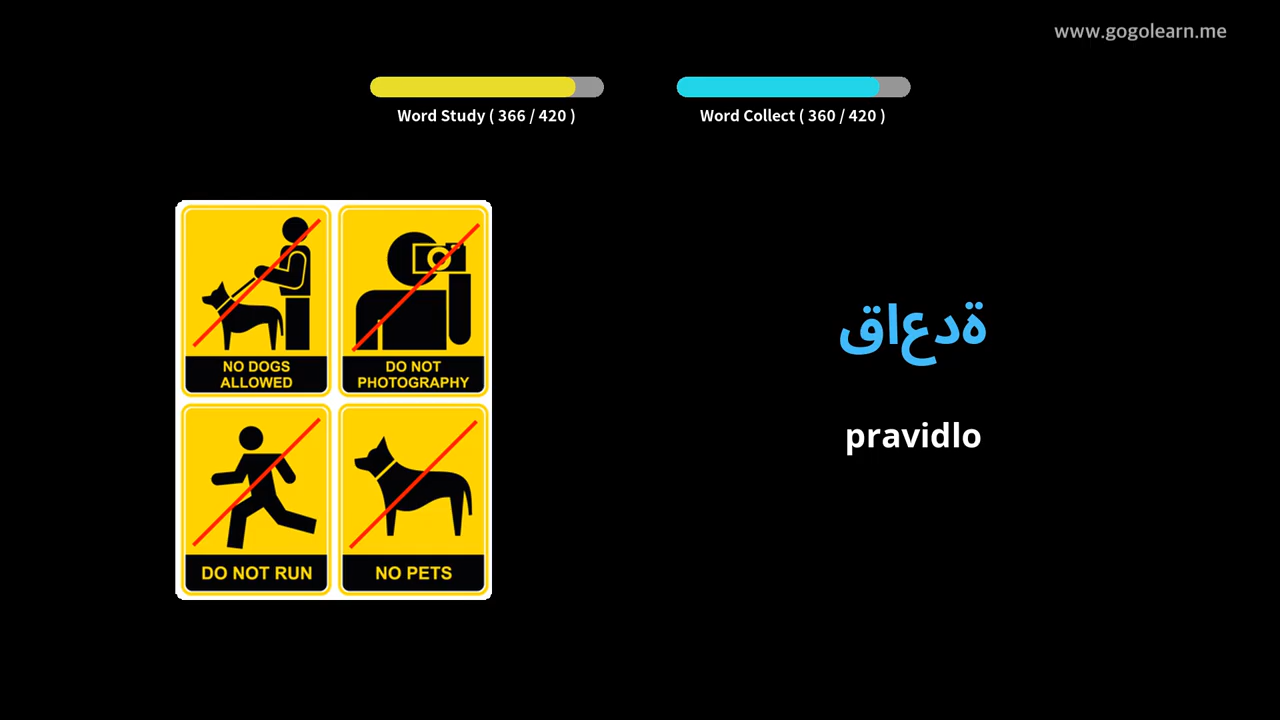 www.gogolearn.me
Word Study ( 366 / 420 )
Word Collect ( 360 / 420 )
NO DOGS
ALLOWED
DO NOT
PHOTOGRAPHY
DO NOT RUN
NO PETS
ةدعاق
pravidlo